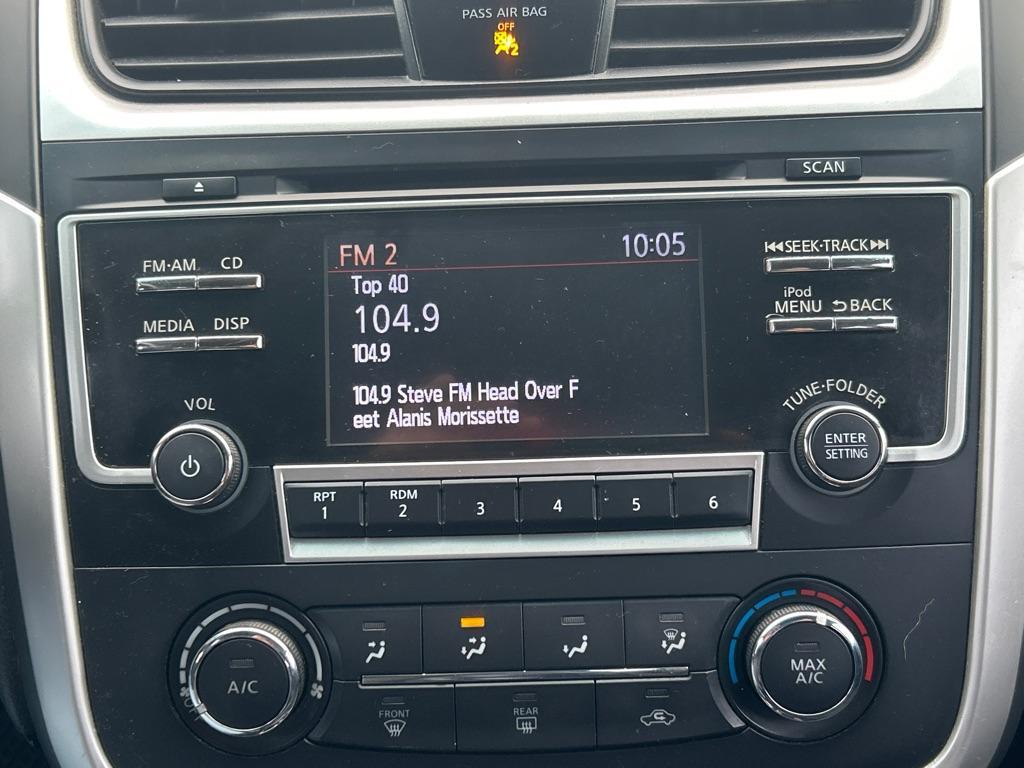 PASS AIR BAG
OFF
2
SCAN
FM·AM CD
MEDIA DISP
VOL
FM 2 10:05
Top 40
104.9
104.9
104.9 Steve FM Head Over F
eet Alanis Morissette
SEEK·TRACK
iPod
MENU BACK
TUNE·FOLDER
ENTER
SETTING
RPT
1
RDM
2
3
4
5
6
A/C
FRONT
REAR
MAX
A/C